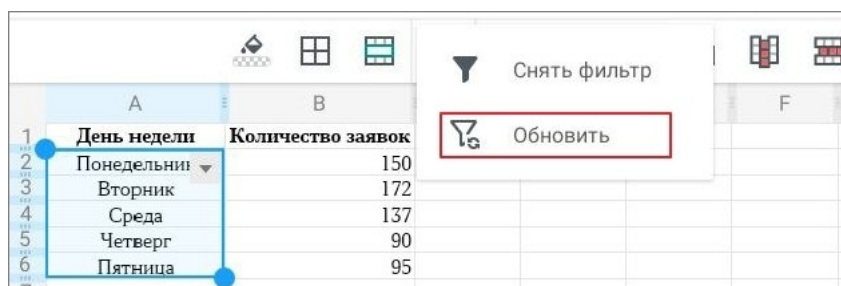 Снять фильтр
A B F
Обновить
1 День недели Количество заявок
2 Понедельник 150
3 Вторник 172
4 Среда 137
5 Четверг 90
6 Пятница 95